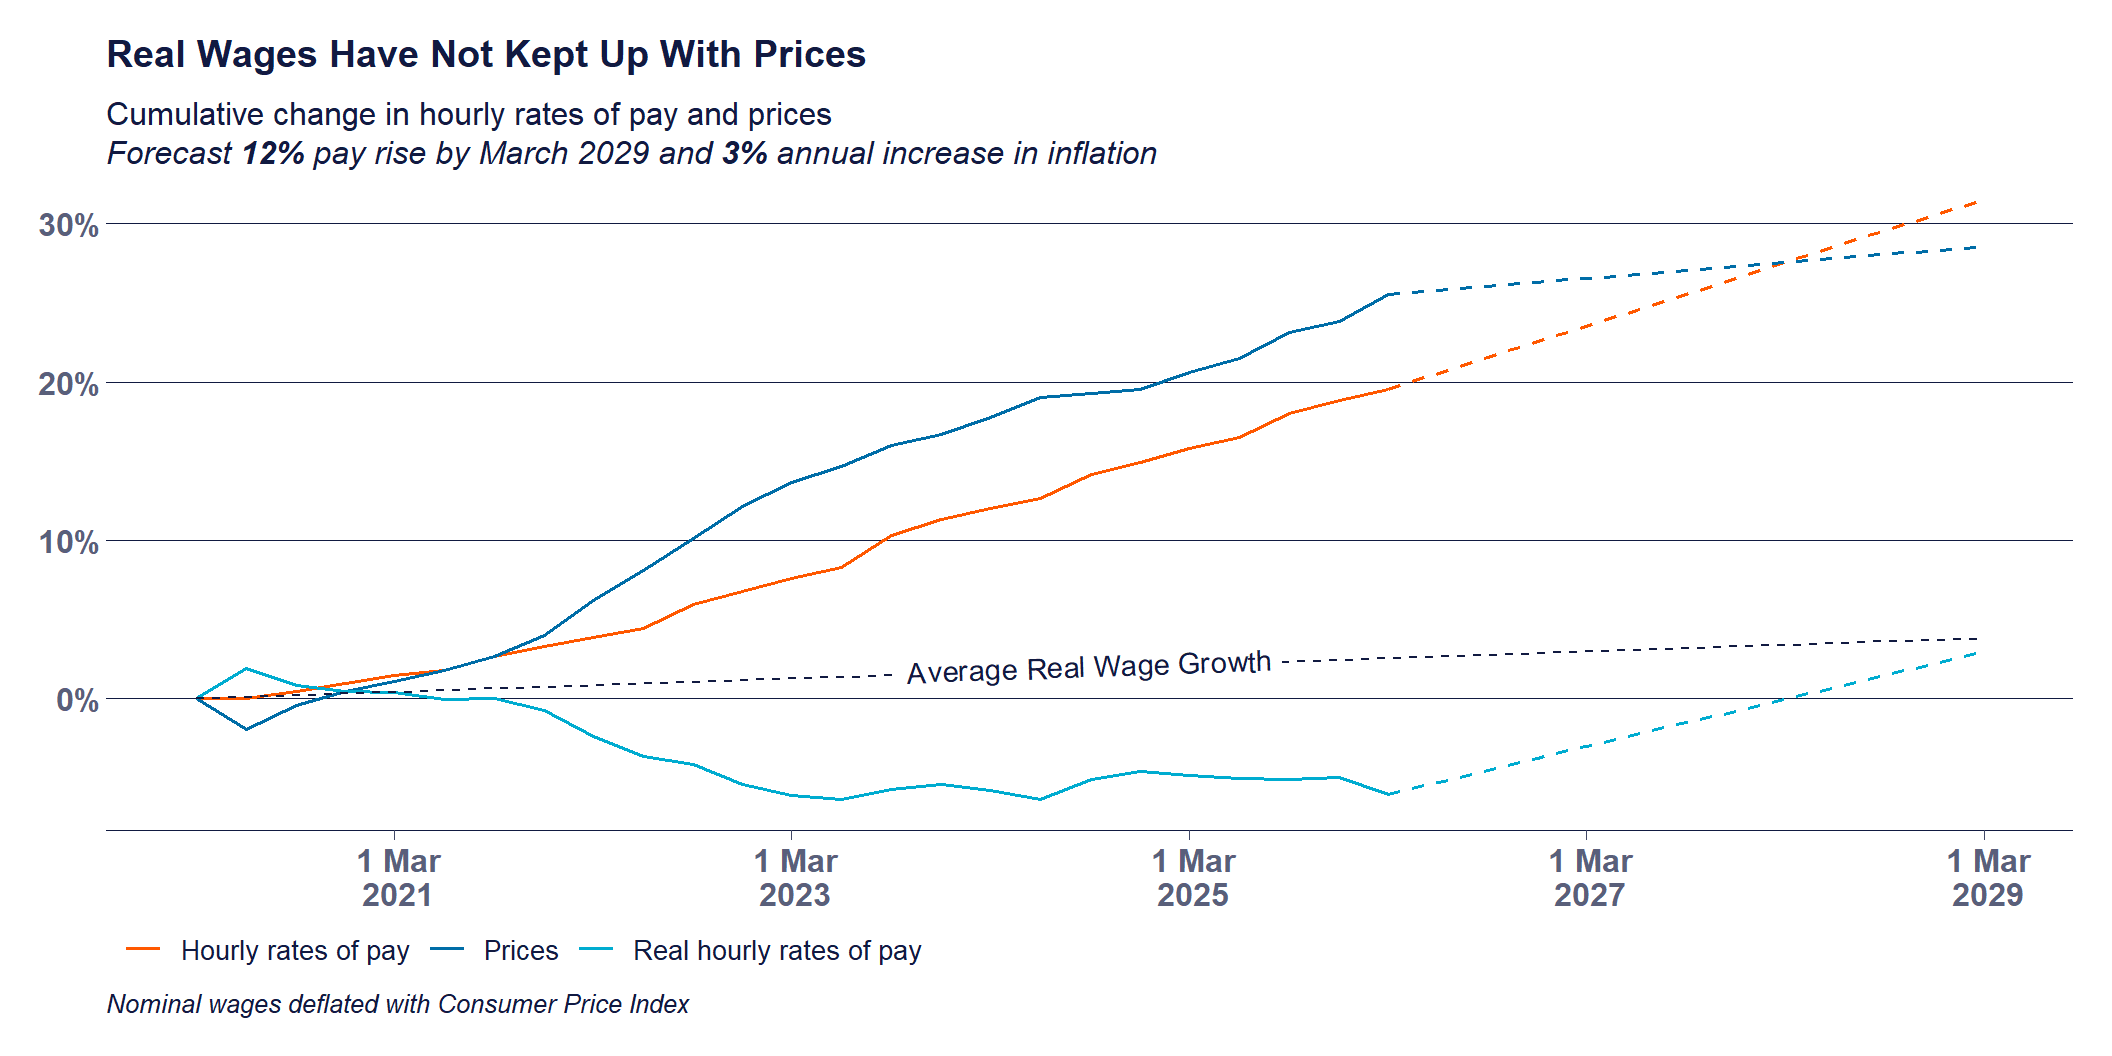 Real Wages Have Not Kept Up With Prices
Cumulative change in hourly rates of pay and prices
Forecast 12% pay rise by March 2029 and 3% annual increase in inflation
30%
20%
10%
0%
Average Real Wage Growth
1 Mar 2021
1 Mar 2023
1 Mar 2025
1 Mar 2027
1 Mar 2029
Hourly rates of pay
Prices
Real hourly rates of pay
Nominal wages deflated with Consumer Price Index